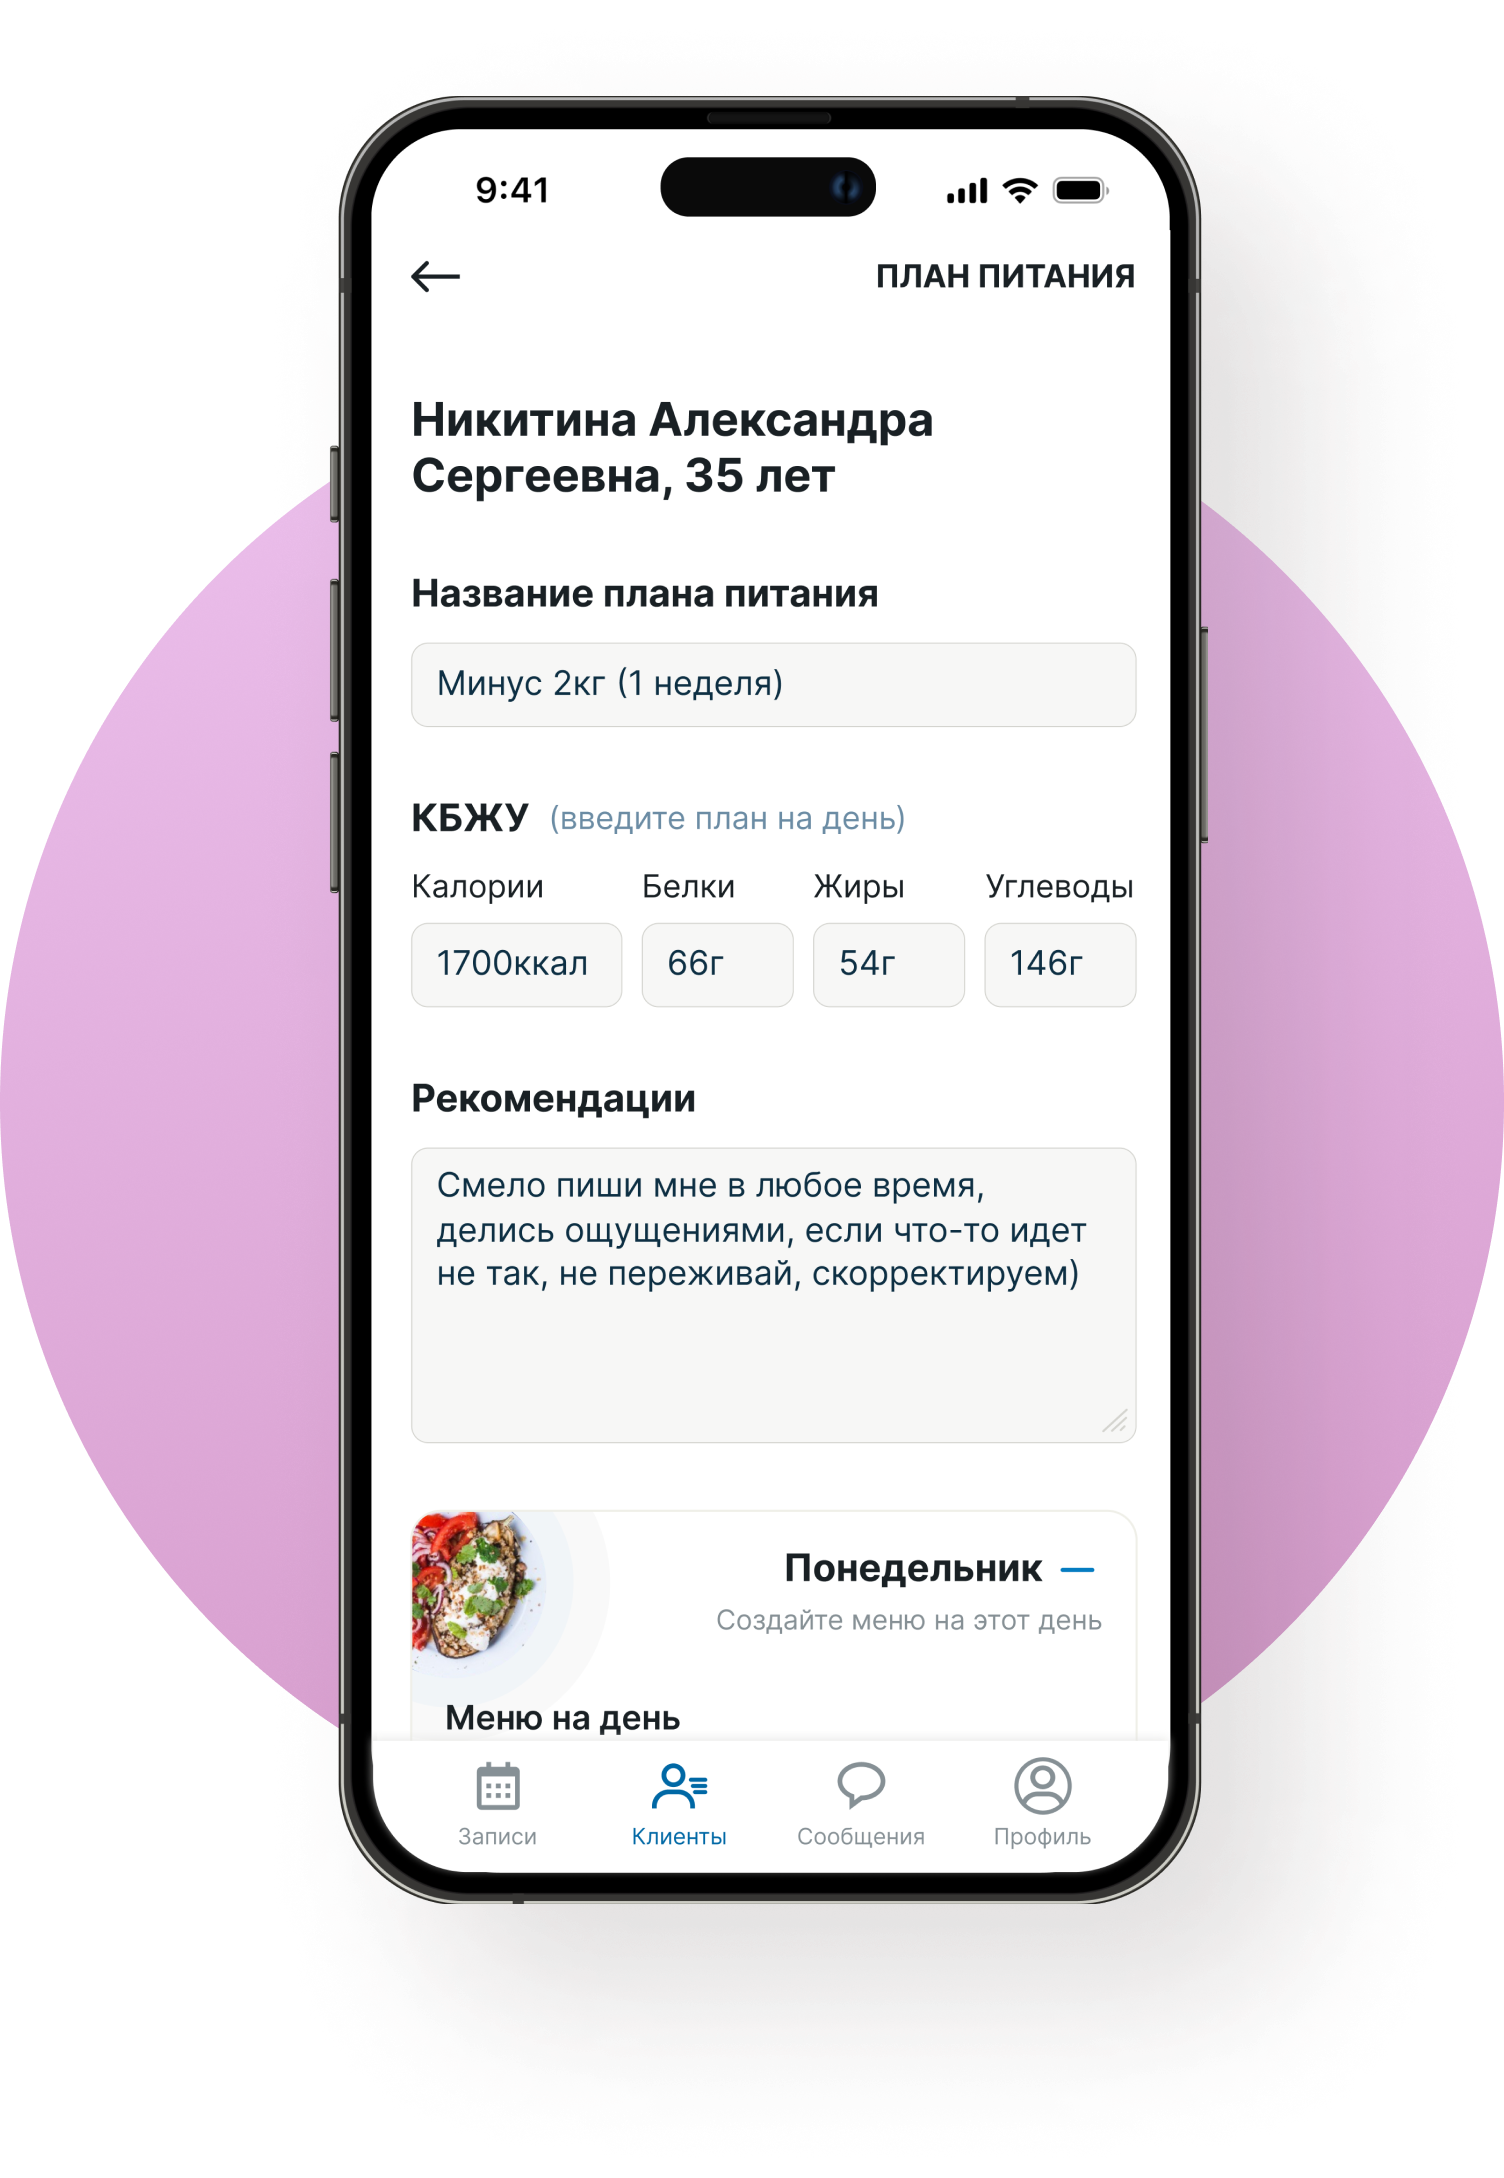 9:41
ПЛАН ПИТАНИЯ
Никитина Александра
Сергеевна, 35 лет
Название плана питания
Минус 2кг (1 неделя)
КБЖУ (введите план на день)
Калории Белки Жиры Углеводы
1700ккал 66г 54г 146г
Рекомендации
Смело пиши мне в любое время,
делись ощущениями, если что-то идет
не так, не переживай, скорректируем)
Понедельник
Создайте меню на этот день
Меню на день
Записи Клиенты Сообщения Профиль